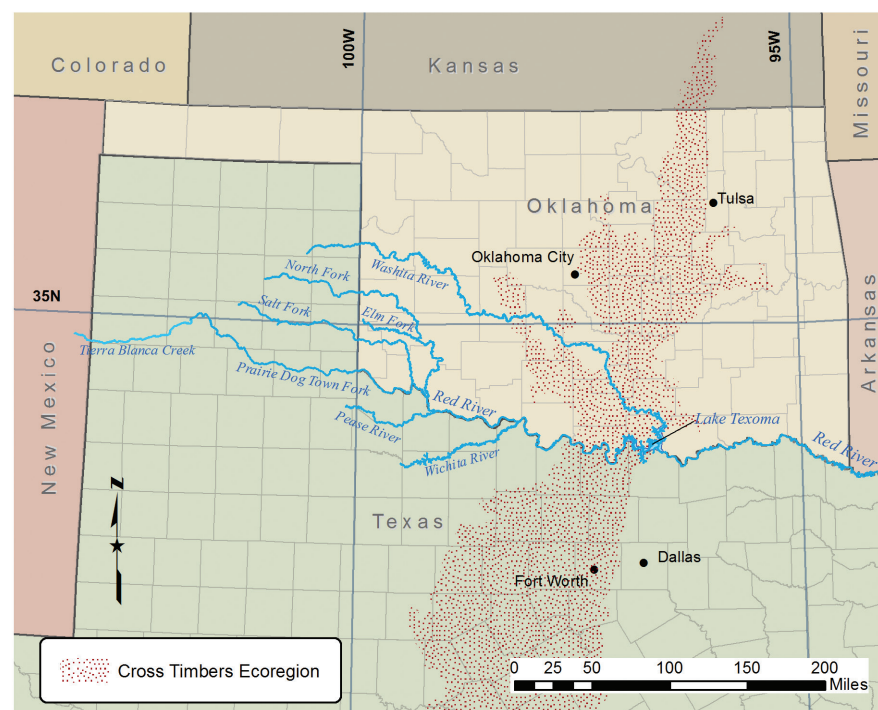 Colorado
Kansas
Missouri
100W
95W
Oklahoma
Tulsa
Oklahoma City
Washita River
North Fork
Salt Fork
Elm Fork
35N
Tierra Blanca Creek
Prairie Dog Town Fork
Red River
Pease River
Wichita River
Lake Texoma
Red River
New Mexico
Arkansas
N
Texas
Dallas
Fort Worth
Cross Timbers Ecoregion
0 25 50 100 150 200
Miles